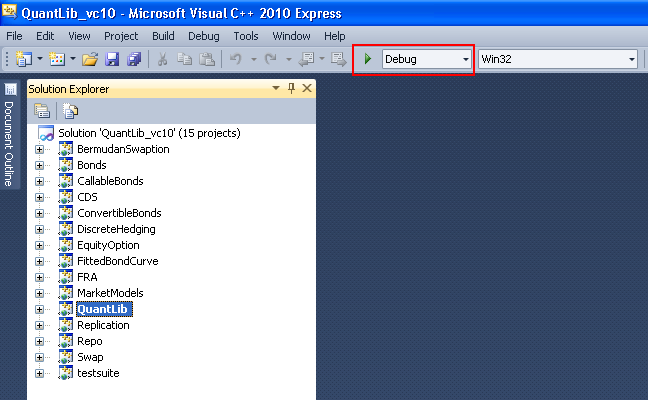 QuantLib_vc10 - Microsoft Visual C++ 2010 Express
File Edit View Project Build Debug Tools Window Help
Debug Win32
Document Outline
Solution Explorer
Solution 'QuantLib_vc10' (15 projects)
BermudanSwaption
Bonds
CallableBonds
CDS
ConvertibleBonds
DiscreteHedging
EquityOption
FittedBondCurve
FRA
MarketModels
QuantLib
Replication
Repo
Swap
testsuite